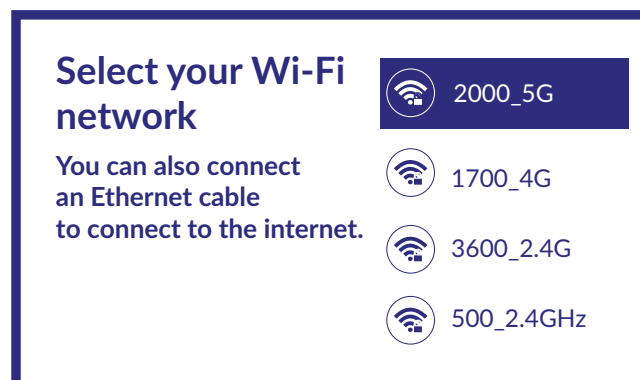 Select your Wi-Fi
network
You can also connect
an Ethernet cable
to connect to the internet.
2000_5G
1700_4G
3600_2.4G
500_2.4GHz